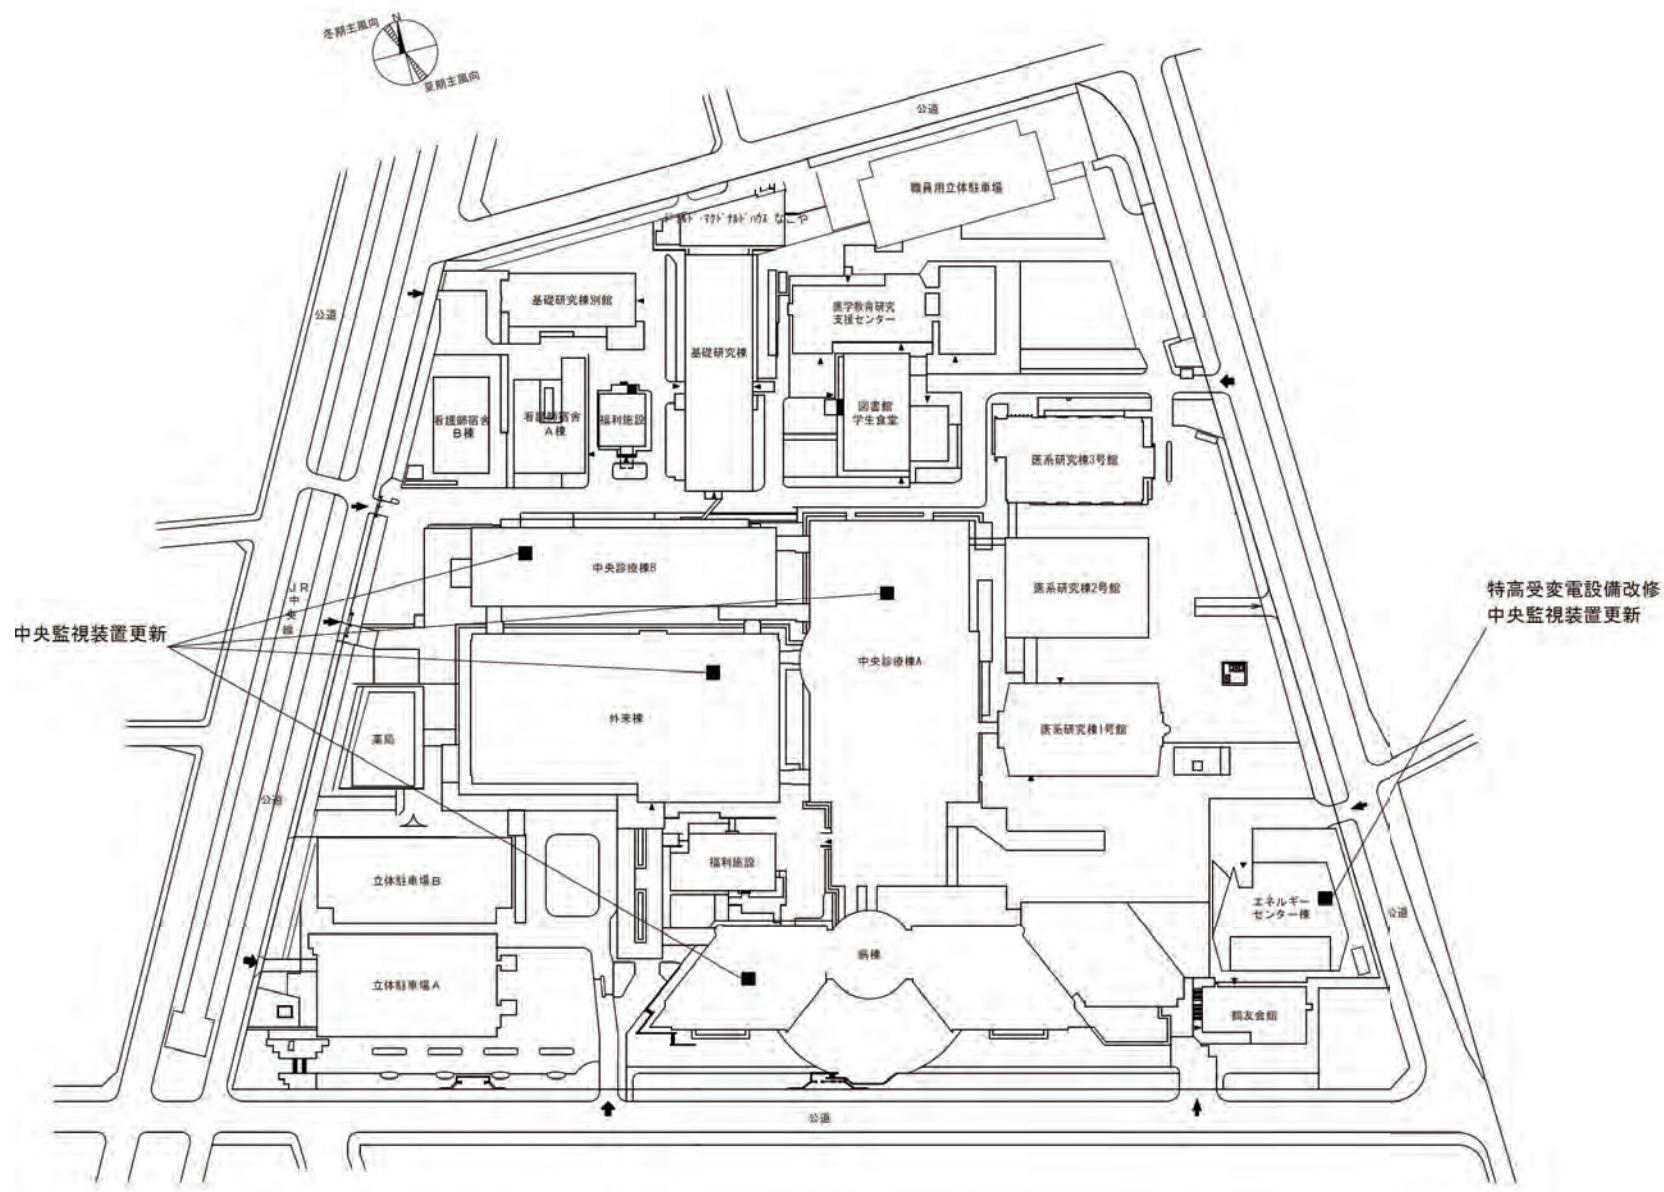 冬期主風向
N
夏期主風向
公道
職員用立体駐車場
ドナルド・マクドナルドハウス なごや
基礎研究棟別館
公道
医学教育研究
支援センター
基礎研究棟
看護師宿舎
B棟
看護師宿舎
A棟
福利施設
図書館
学生食堂
医系研究棟3号館
中央診療棟B
医系研究棟2号館
JR
中
央
線
特高受変電設備改修
中央監視装置更新
中央監視装置更新
中央診療棟A
外来棟
薬局
医系研究棟1号館
公道
福利施設
立体駐車場B
エネルギー
センター棟
公道
病棟
立体駐車場A
鶴友会館
公道